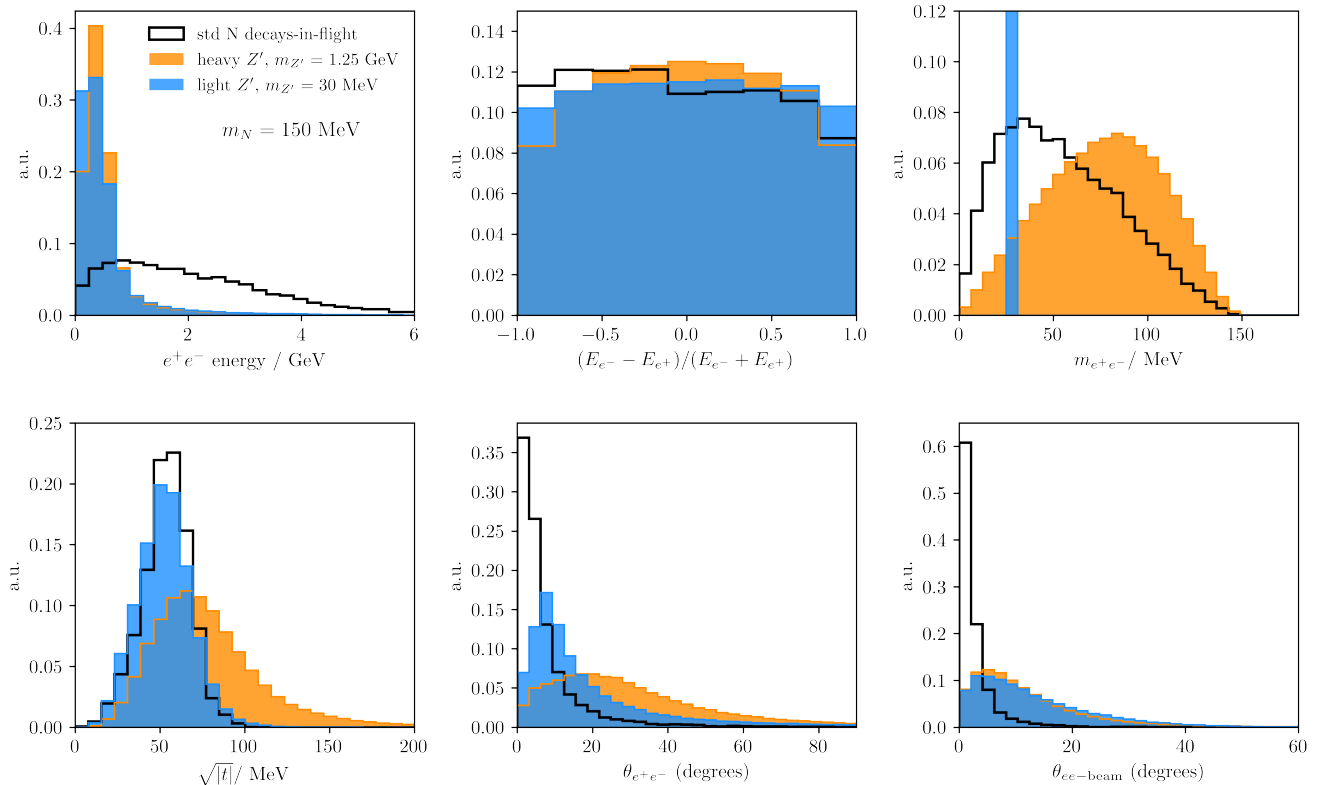 std N decays-in-flight
heavy Z′, m_{Z′} = 1.25 GeV
light Z′, m_{Z′} = 30 MeV
m_N = 150 MeV
a.u.
0.0
0.1
0.2
0.3
0.4
0 2 4 6
e⁺e⁻ energy / GeV
a.u.
0.00
0.02
0.04
0.06
0.08
0.10
0.12
0.14
−1.0 −0.5 0.0 0.5 1.0
(E_{e⁻} − E_{e⁺})/(E_{e⁻} + E_{e⁺})
a.u.
0.00
0.02
0.04
0.06
0.08
0.10
0.12
0 50 100 150
m_{e⁺e⁻}/ MeV
a.u.
0.00
0.05
0.10
0.15
0.20
0.25
0 50 100 150 200
√|t|/ MeV
a.u.
0.00
0.05
0.10
0.15
0.20
0.25
0.30
0.35
0 20 40 60 80
θ_{e⁺e⁻} (degrees)
a.u.
0.0
0.1
0.2
0.3
0.4
0.5
0.6
0 20 40 60
θ_{ee−beam} (degrees)